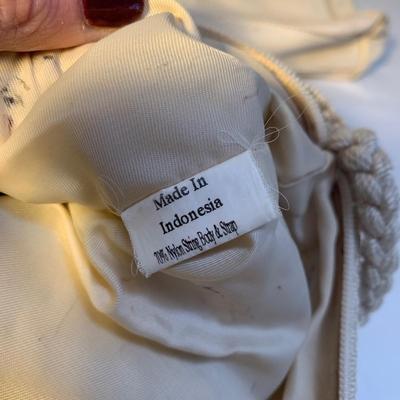 Made In
Indonesia
70% Nylon String Body & Strap